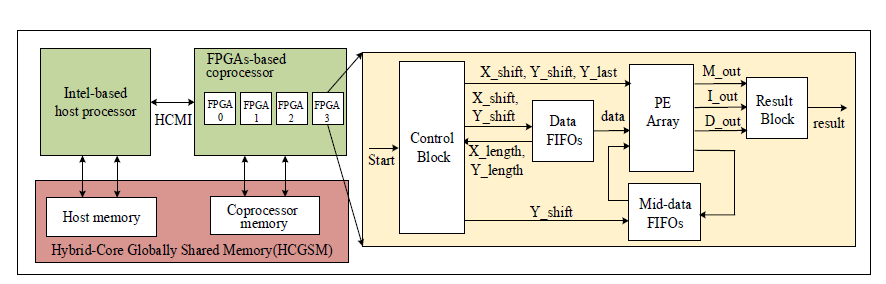 Intel-based
host processor
HCMI
FPGAs-based
coprocessor
FPGA
0
FPGA
1
FPGA
2
FPGA
3
Host memory
Coprocessor
memory
Hybrid-Core Globally Shared Memory(HCGSM)
Start
Control
Block
X_shift, Y_shift, Y_last
X_shift,
Y_shift
X_length,
Y_length
Y_shift
Data
FIFOs
data
PE
Array
Mid-data
FIFOs
M_out
I_out
D_out
Result
Block
result